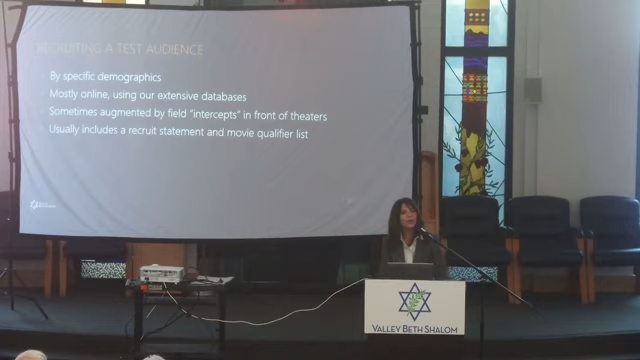 RECRUITING A TEST AUDIENCE
By specific demographics
Mostly online, using our extensive databases
Sometimes augmented by field "intercepts" in front of theaters
Usually includes a recruit statement and movie qualifier list
VALLEY BETH SHALOM